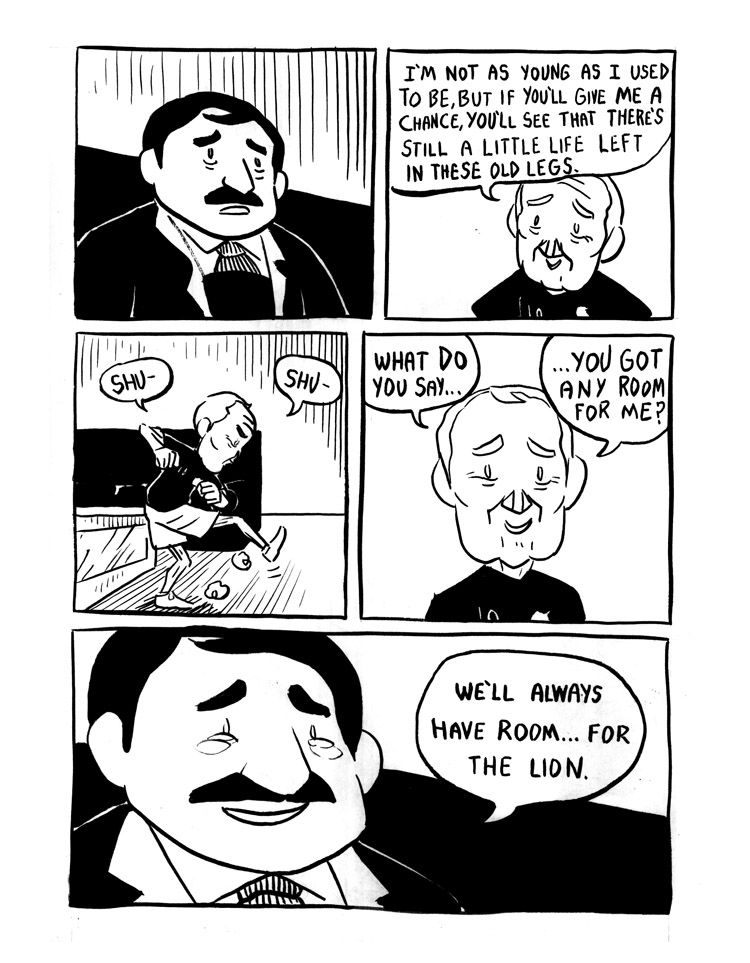 I'M NOT AS YOUNG AS I USED
TO BE, BUT IF YOU'LL GIVE ME A
CHANCE, YOU'LL SEE THAT THERE'S
STILL A LITTLE LIFE LEFT
IN THESE OLD LEGS.
SHU-
SHU-
WHAT DO
YOU SAY...
...YOU GOT
ANY ROOM
FOR ME?
WE'LL ALWAYS
HAVE ROOM... FOR
THE LION.